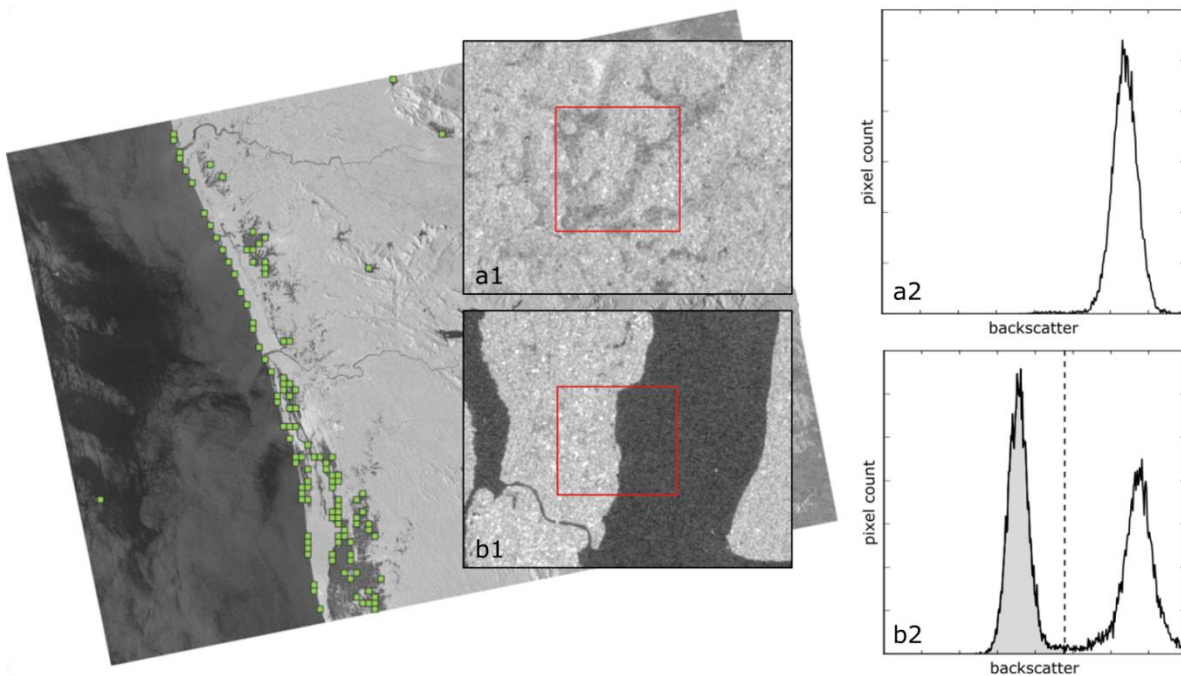 a1
pixel count
a2
backscatter
b1
pixel count
b2
backscatter